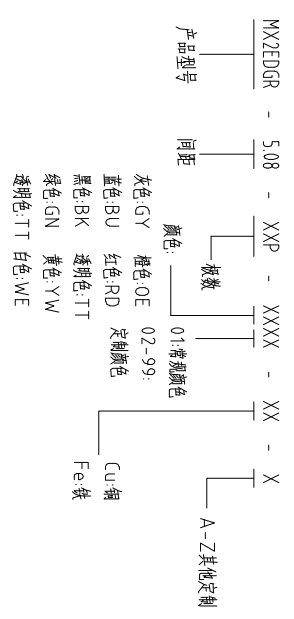 MX2EDGR - 5.08 - XXP - XXXX - XX - X
产品型号
间距
极数
颜色:
灰色:GY 橙色:OE
蓝色:BU 红色:RD
黑色:BK 透明色:TT
绿色:GN 黄色:YW
透明色:TT 白色:WE
01:常规颜色
02-99:
定制颜色
Cu:铜
Fe:铁
A-Z其他定制